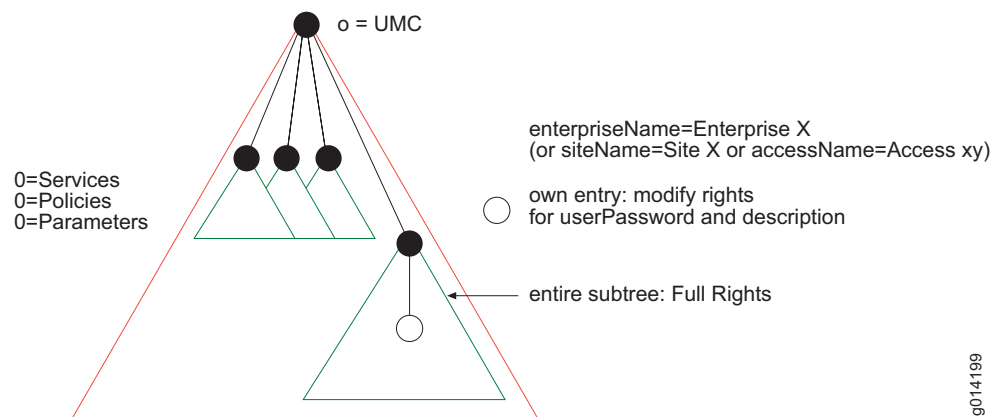 o = UMC
enterpriseName=Enterprise X
(or siteName=Site X or accessName=Access xy)
0=Services
0=Policies
0=Parameters
own entry: modify rights
for userPassword and description
entire subtree: Full Rights
g014199